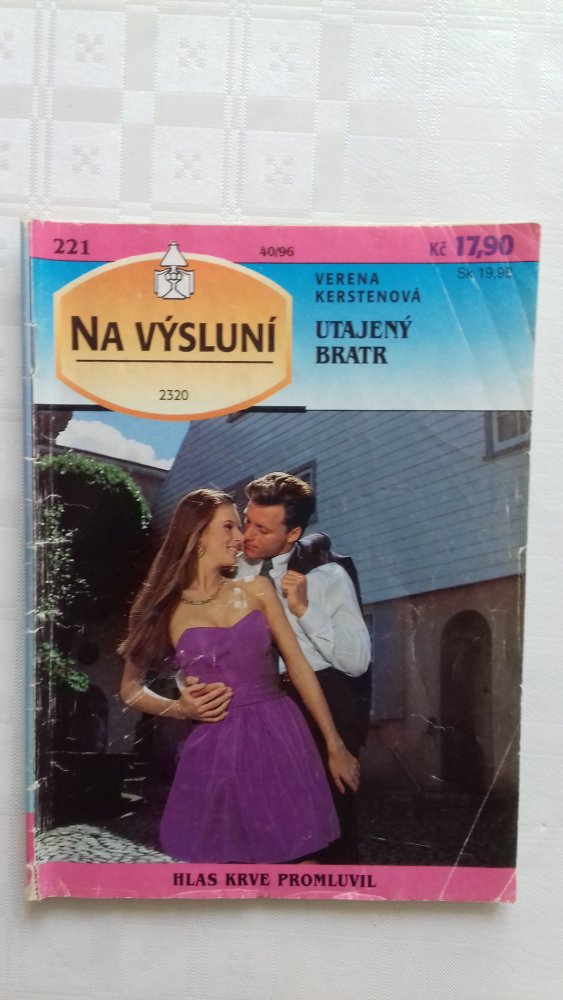 221
40/96
Kč 17,90
Sk 19.90
NA VÝSLUNÍ
2320
VERENA
KERSTENOVÁ
UTAJENÝ
BRATR
HLAS KRVE PROMLUVIL